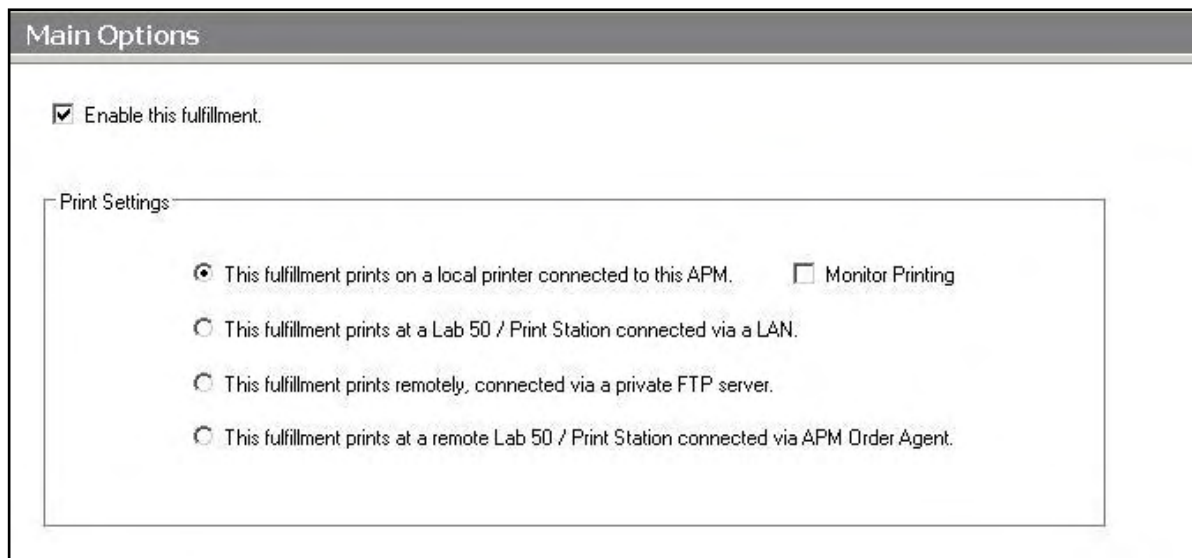 Main Options
Enable this fulfillment.
Print Settings
This fulfillment prints on a local printer connected to this APM. Monitor Printing
This fulfillment prints at a Lab 50 / Print Station connected via a LAN.
This fulfillment prints remotely, connected via a private FTP server.
This fulfillment prints at a remote Lab 50 / Print Station connected via APM Order Agent.